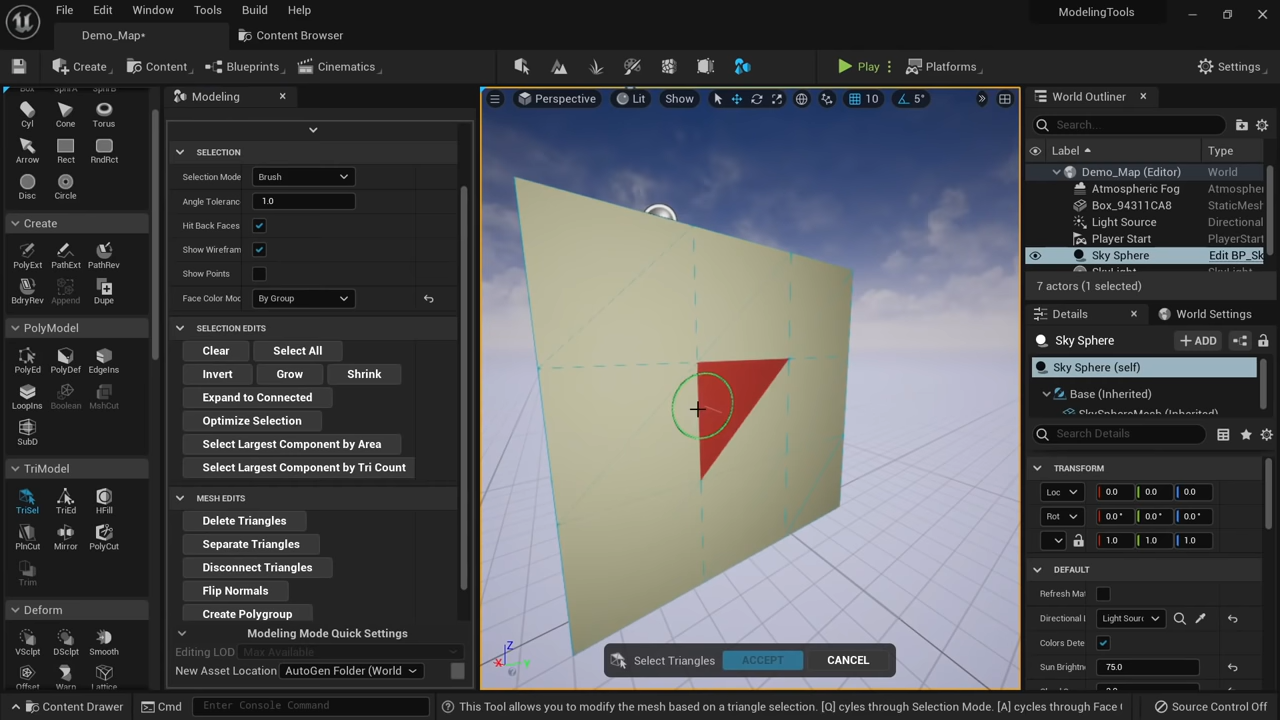 File Edit Window Tools Build Help
ModelingTools
Demo_Map*
Content Browser
Create
Content
Blueprints
Cinematics
Play
Platforms
Settings
Cyl Cone Torus
Arrow Rect RndRct
Disc Circle
Create
PolyExt PathExt PathRev
BdryRev Append Dupe
PolyModel
PolyEd PolyDef EdgeIns
LoopIns Boolean MshCut
SubD
TriModel
TriSel TriEd HFill
PlnCut Mirror PolyCut
Trim
Deform
VSclpt DSclpt Smooth
Offset Warp Lattice
Modeling
SELECTION
Selection Mode Brush
Angle Toleranc 1.0
Hit Back Faces
Show Wirefram
Show Points
Face Color Moc By Group
SELECTION EDITS
Clear Select All
Invert Grow Shrink
Expand to Connected
Optimize Selection
Select Largest Component by Area
Select Largest Component by Tri Count
MESH EDITS
Delete Triangles
Separate Triangles
Disconnect Triangles
Flip Normals
Create Polygroup
Modeling Mode Quick Settings
Editing LOD Max Available
New Asset Location AutoGen Folder (World
Perspective Lit Show 10 5°
Z
X Y
Select Triangles ACCEPT CANCEL
World Outliner
Search...
Label Type
Demo_Map (Editor) World
Atmospheric Fog Atmosphe
Box_94311CA8 StaticMesh
Light Source Directional
Player Start PlayerStart
Sky Sphere Edit BP_Sk
7 actors (1 selected)
Details
World Settings
Sky Sphere
+ ADD
Sky Sphere (self)
Base (Inherited)
SkySphereMesh (Inherited)
Search Details
TRANSFORM
Loc 0.0 0.0 0.0
Rot 0.0° 0.0° 0.0°
1.0 1.0 1.0
DEFAULT
Refresh Mat
Directional L Light Sourc
Colors Dete
Sun Brightn 75.0
Content Drawer
Cmd
Enter Console Command
This Tool allows you to modify the mesh based on a triangle selection. [Q] cyles through Selection Mode. [A] cycles through Face
Source Control Off